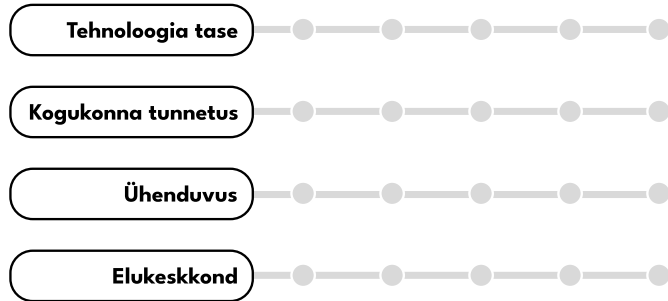 Tehnoloogia tase
Kogukonna tunnetus
Ühenduvus
Elukeskkond